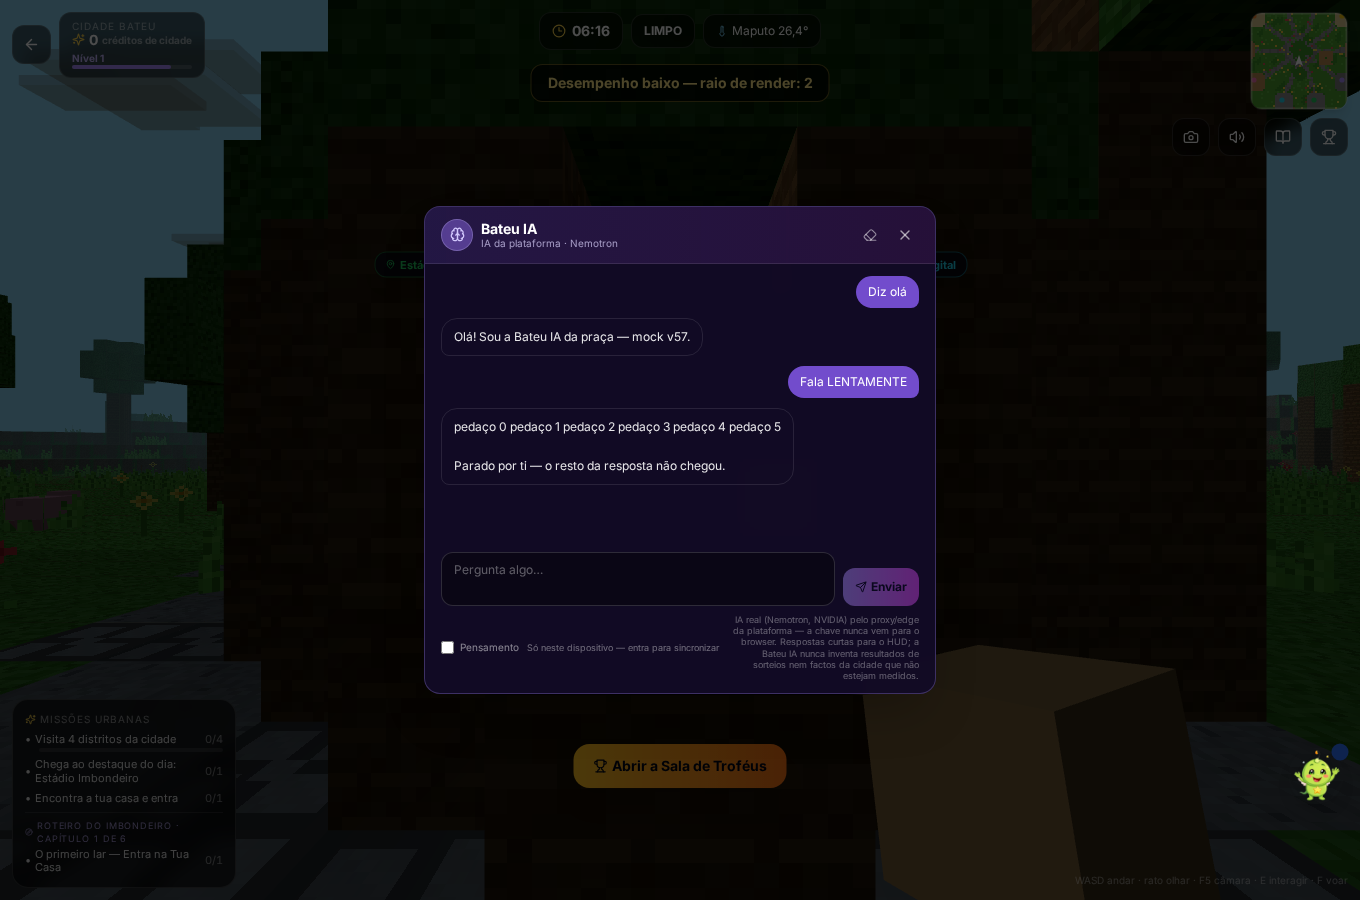 CIDADE BATEU
0 créditos de cidade
Nível 1
06:16
LIMPO
Maputo 26,4°
Desempenho baixo — raio de render: 2
Bateu IA
IA da plataforma · Nemotron
Está
gital
Diz olá
Olá! Sou a Bateu IA da praça — mock v57.
Fala LENTAMENTE
pedaço 0 pedaço 1 pedaço 2 pedaço 3 pedaço 4 pedaço 5
Parado por ti — o resto da resposta não chegou.
Pergunta algo...
Enviar
Pensamento
Só neste dispositivo — entra para sincronizar
IA real (Nemotron, NVIDIA) pelo proxy/edge
da plataforma — a chave nunca vem para o
browser. Respostas curtas para o HUD; a
Bateu IA nunca inventa resultados de
sorteios nem factos da cidade que não
estejam medidos.
MISSÕES URBANAS
• Visita 4 distritos da cidade 0/4
• Chega ao destaque do dia:
Estádio Imbondeiro 0/1
• Encontra a tua casa e entra 0/1
ROTEIRO DO IMBONDEIRO ·
CAPÍTULO 1 DE 6
• O primeiro lar — Entra na Tua
Casa 0/1
Abrir a Sala de Troféus
WASD andar · rato olhar · F5 câmara · E interagir · F voar